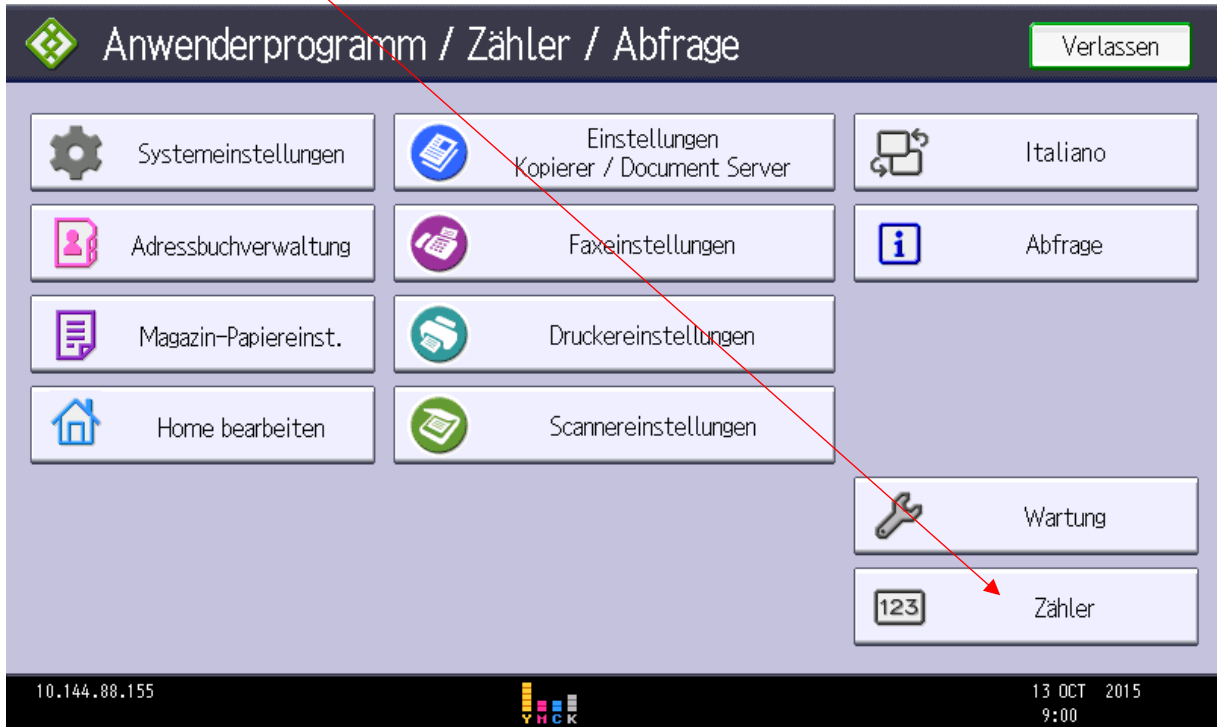 Anwenderprogramm / Zähler / Abfrage
Verlassen
Systemeinstellungen
Einstellungen
Kopierer / Document Server
Italiano
Adressbuchverwaltung
Faxeinstellungen
i
Abfrage
Magazin-Papiereinst.
Druckereinstellungen
Home bearbeiten
Scannereinstellungen
Wartung
123
Zähler
10.144.88.155
Y M C K
13 OCT 2015
9:00